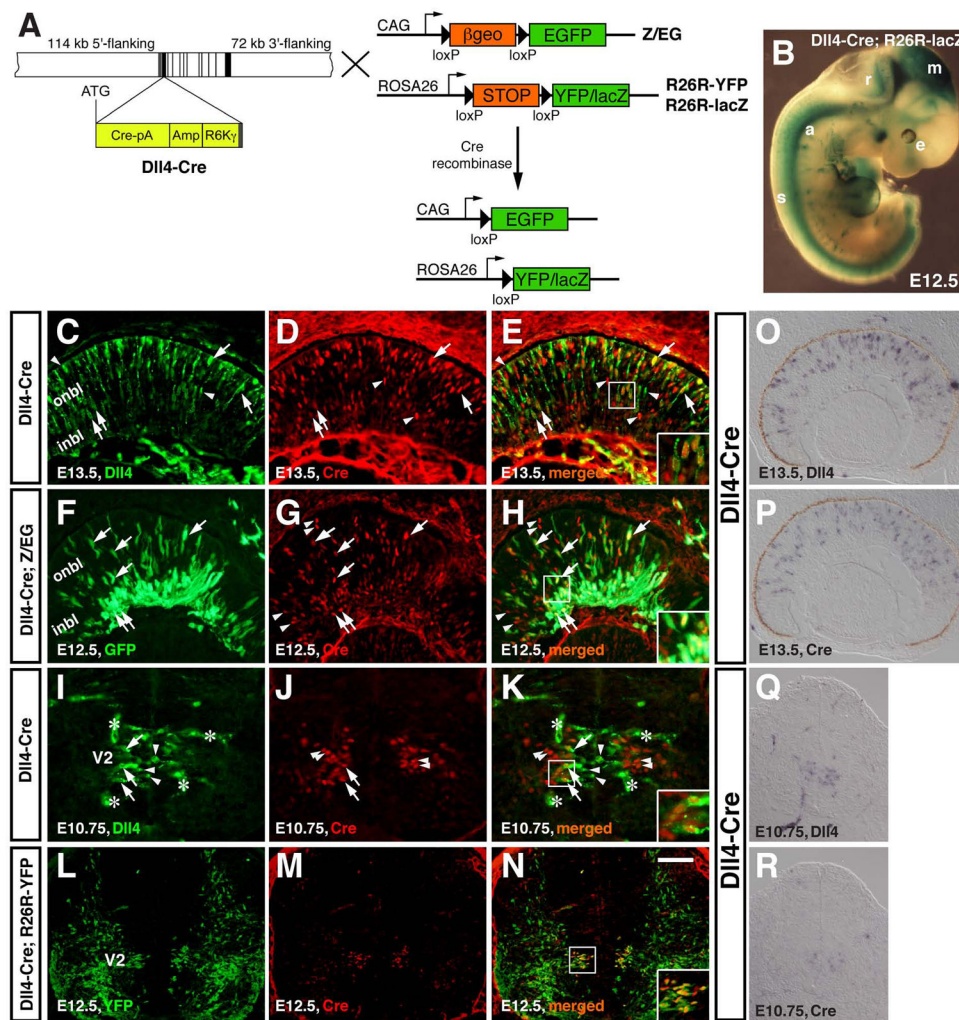 A
114 kb 5'-flanking
72 kb 3'-flanking
ATG
Cre-pA Amp R6Kγ
Dll4-Cre
CAG
βgeo
EGFP
Z/EG
loxP
loxP
ROSA26
STOP
YFP/lacZ
R26R-YFP
R26R-lacZ
loxP
loxP
Cre
recombinase
CAG
EGFP
loxP
ROSA26
YFP/lacZ
loxP
B
Dll4-Cre; R26R-lacZ
r
m
a
e
s
E12.5
Dll4-Cre
C
onbl
inbl
E13.5, Dll4
D
E13.5, Cre
E
E13.5, merged
Dll4-Cre; Z/EG
F
onbl
inbl
E12.5, GFP
G
E12.5, Cre
H
E12.5, merged
Dll4-Cre
I
V2
* * * *
E10.75, Dll4
J
E10.75, Cre
K
* * * *
E10.75, merged
Dll4-Cre; R26R-YFP
L
V2
E12.5, YFP
M
E12.5, Cre
N
E12.5, merged
Dll4-Cre
O
E13.5, Dll4
P
E13.5, Cre
Dll4-Cre
Q
E10.75, Dll4
R
E10.75, Cre